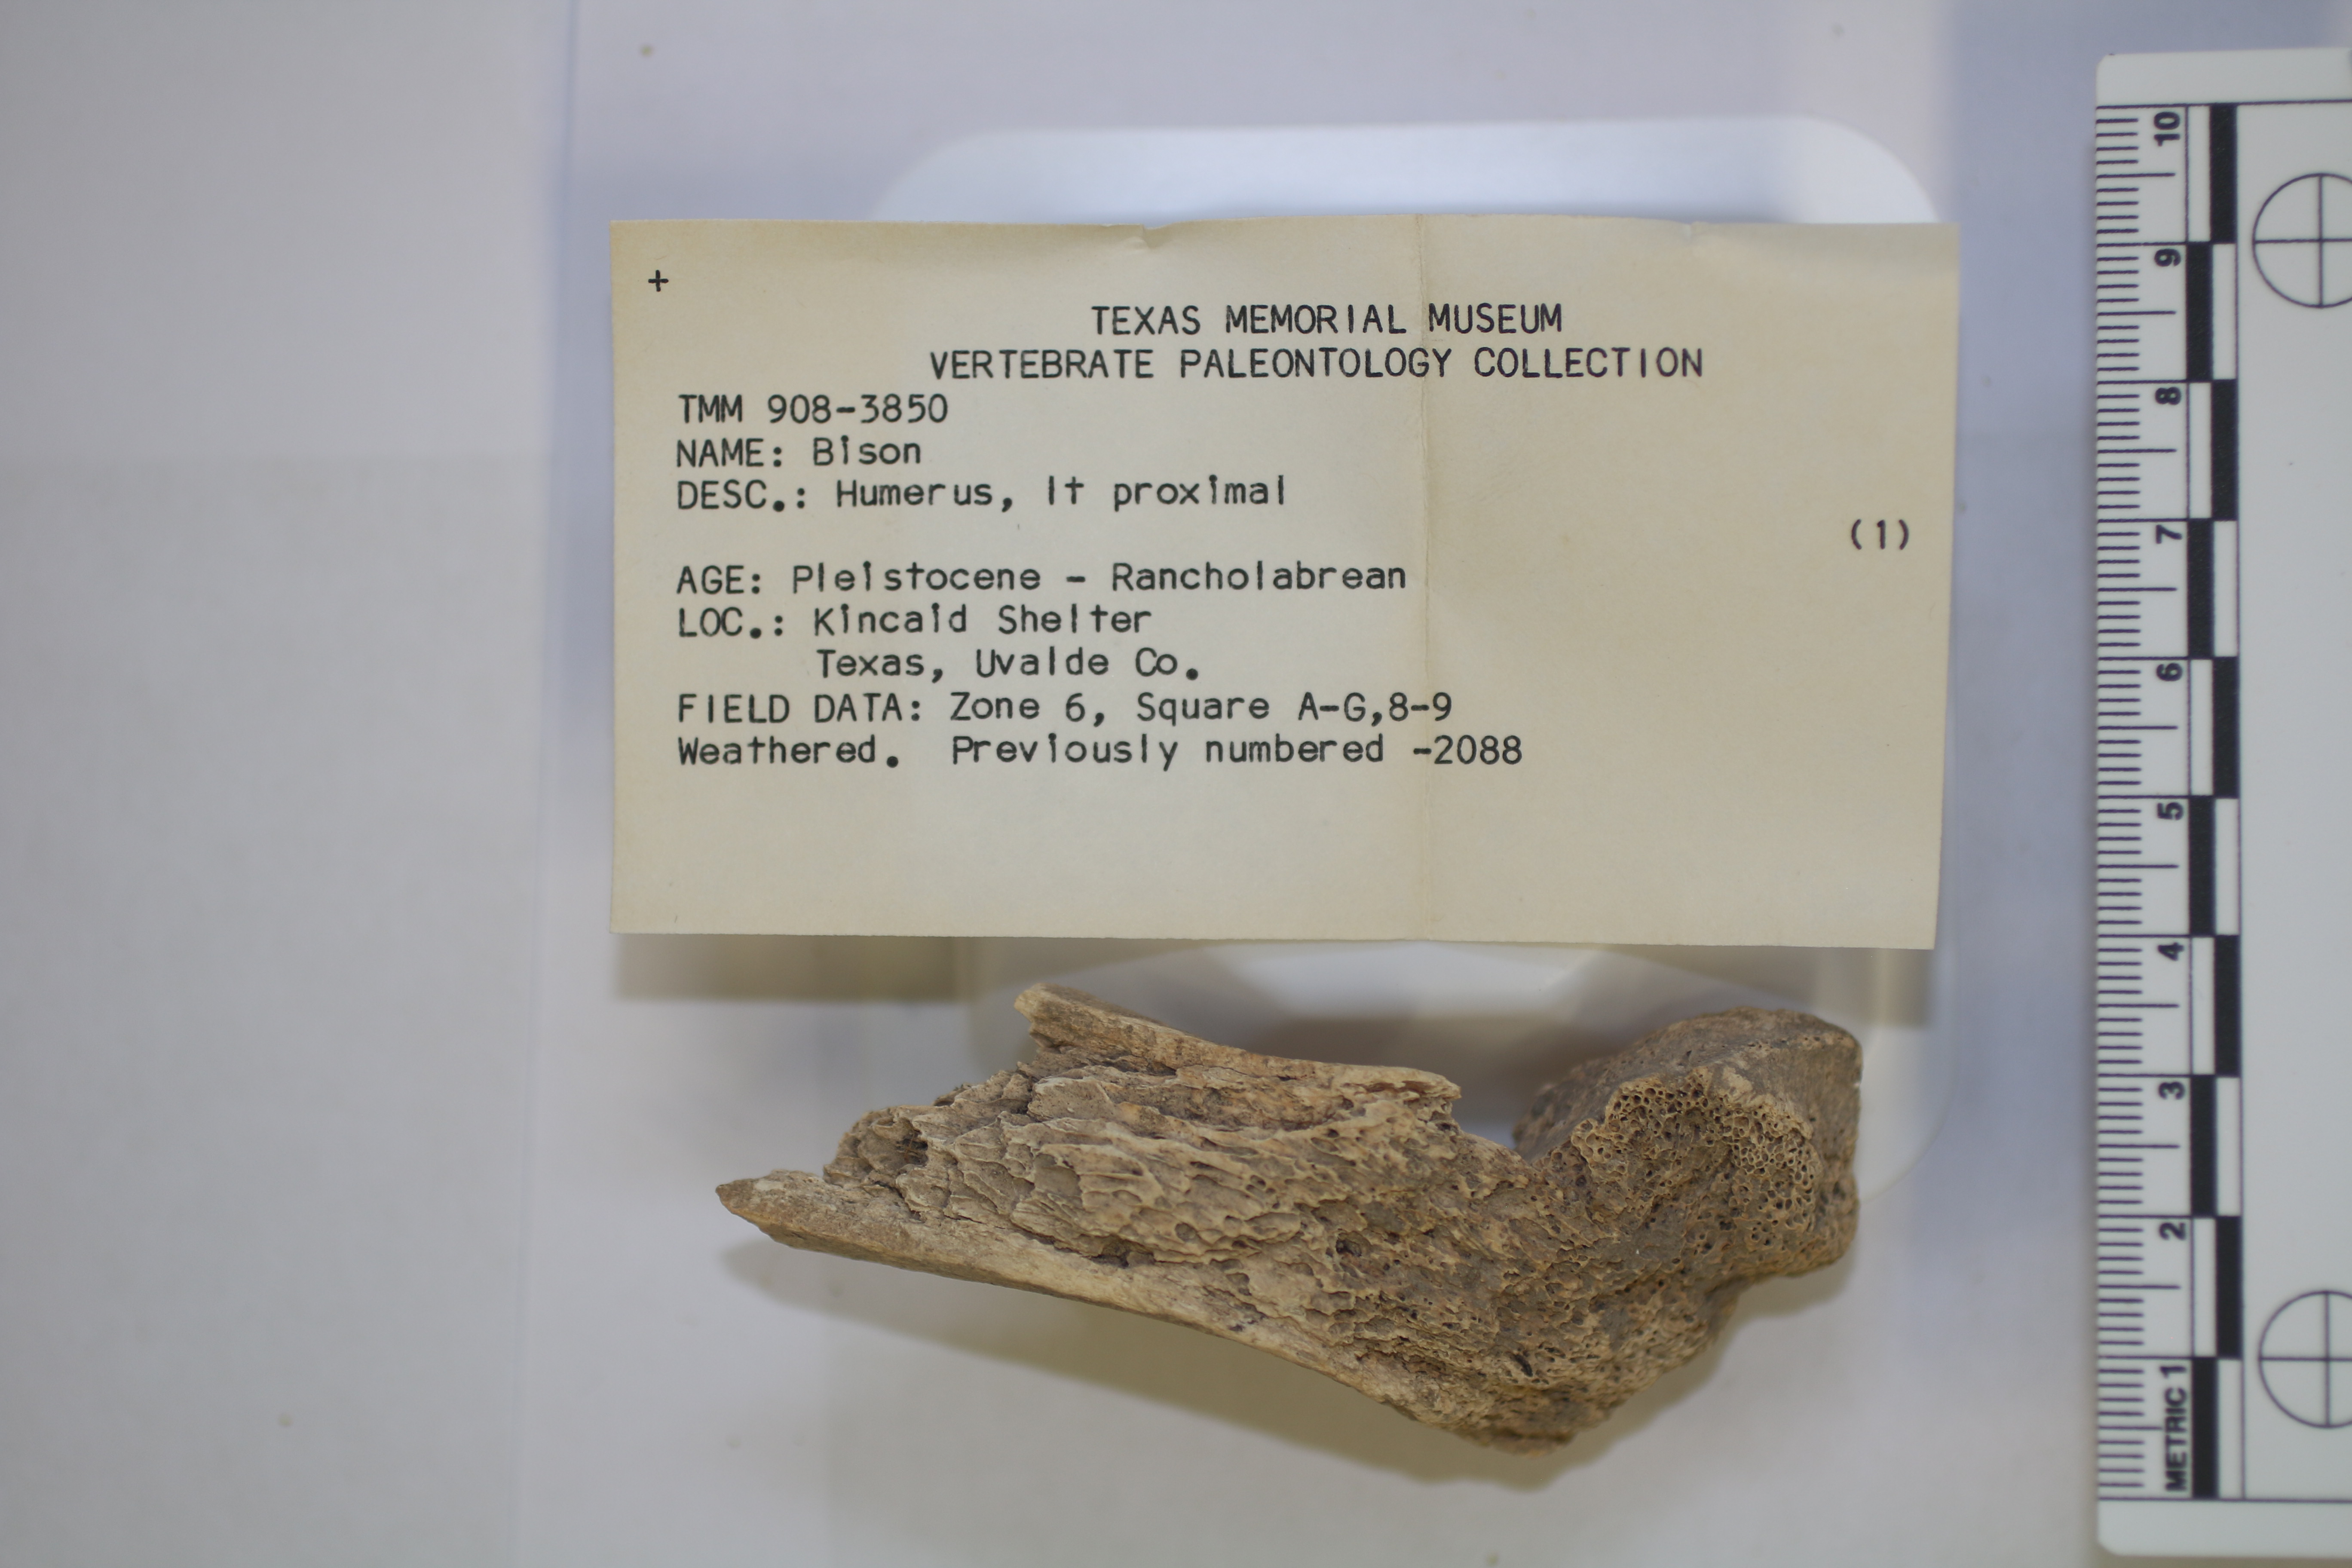 +
TEXAS MEMORIAL MUSEUM
VERTEBRATE PALEONTOLOGY COLLECTION
TMM 908-3850
NAME: Bison
DESC.: Humerus, lt proximal
(1)
AGE: Pleistocene - Rancholabrean
LOC.: Kincaid Shelter
Texas, Uvalde Co.
FIELD DATA: Zone 6, Square A-G,8-9
Weathered. Previously numbered -2088
METRIC 1 2 3 4 5 6 7 8 9 10